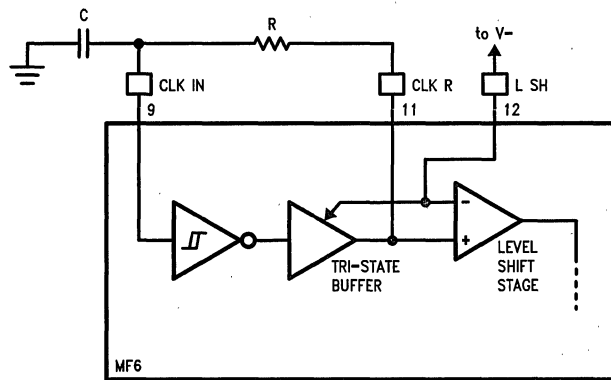 C
R
to V-
CLK IN
CLK R
L SH
9
11
12
-
+
TRI-STATE
BUFFER
LEVEL
SHIFT
STAGE
MF6